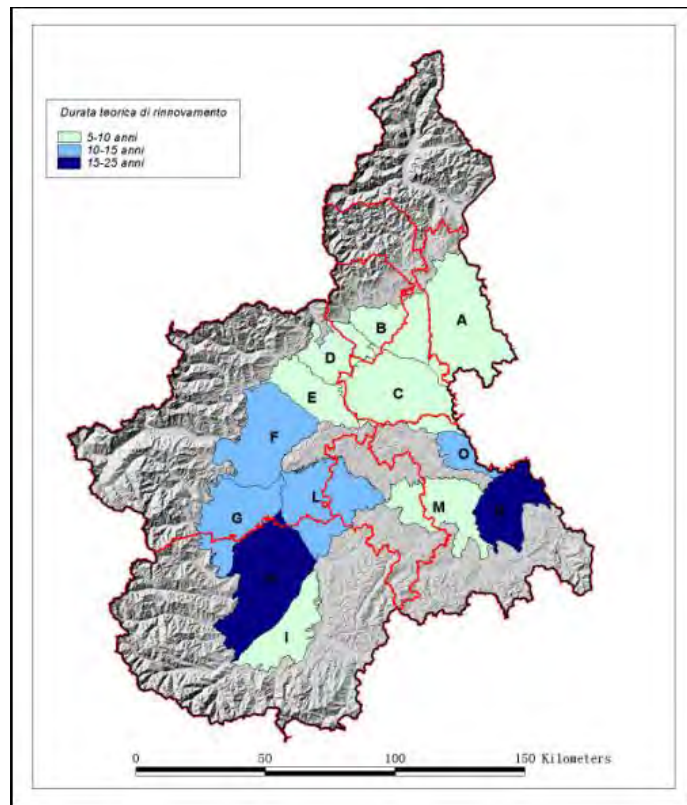 Durata teorica di rinnovamento
5-10 anni
10-15 anni
15-25 anni
A
B
D
C
E
F
O
L
M
G
I
0 50 100 150 Kilometers